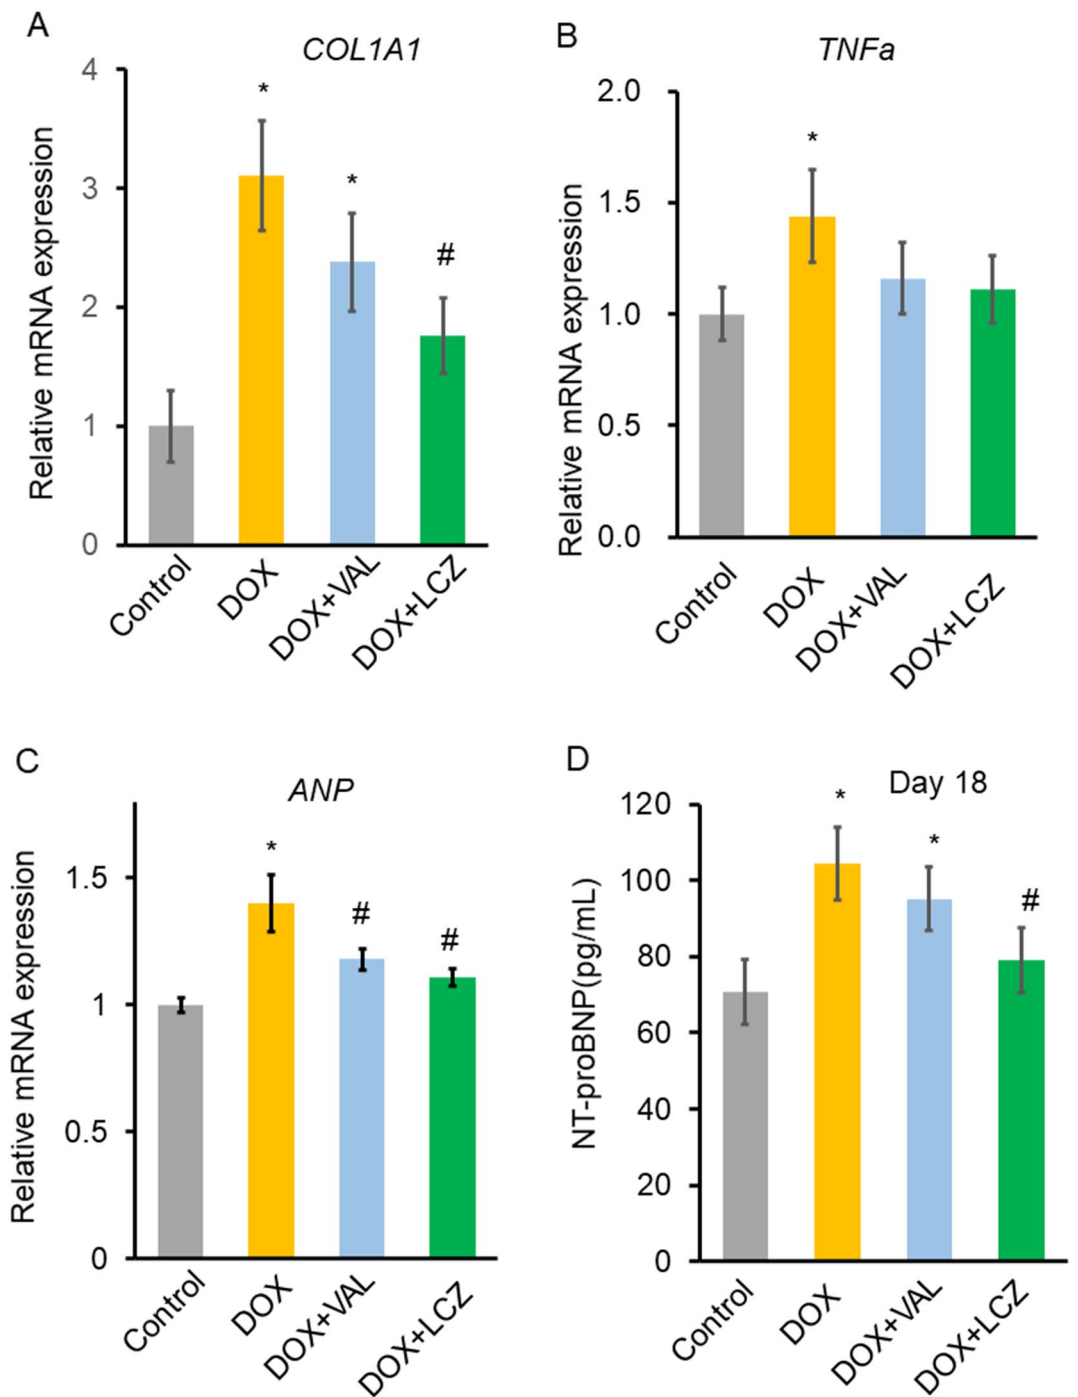 A
COL1A1
Relative mRNA expression
4
3
2
1
0
*
*
#
Control
DOX
DOX+VAL
DOX+LCZ
B
TNFa
Relative mRNA expression
2.0
1.5
1.0
0.5
0.0
*
Control
DOX
DOX+VAL
DOX+LCZ
C
ANP
Relative mRNA expression
1.5
1
0.5
0
*
#
#
Control
DOX
DOX+VAL
DOX+LCZ
D
Day 18
NT-proBNP(pg/mL)
120
100
80
60
40
20
0
*
*
#
Control
DOX
DOX+VAL
DOX+LCZ